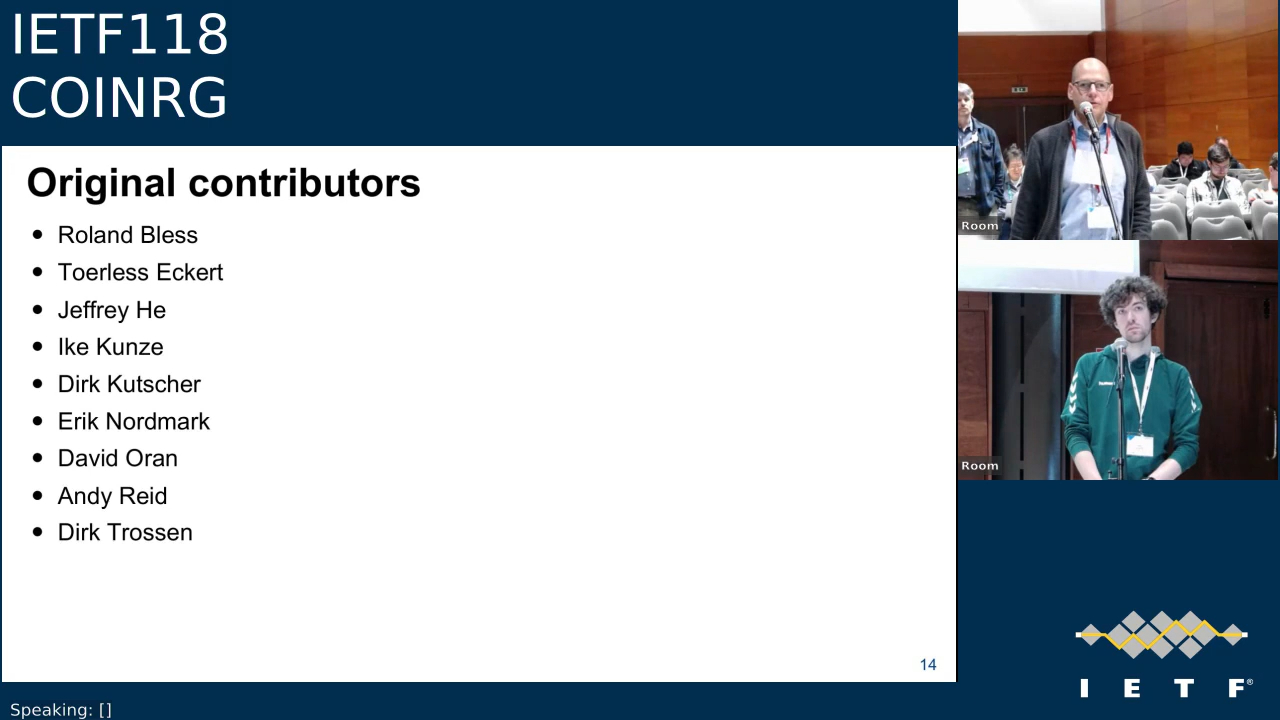 IETF118
COINRG
Original contributors
Roland Bless
Toerless Eckert
Jeffrey He
Ike Kunze
Dirk Kutscher
Erik Nordmark
David Oran
Andy Reid
Dirk Trossen
14
Room
Room
I E T F®
Speaking: []